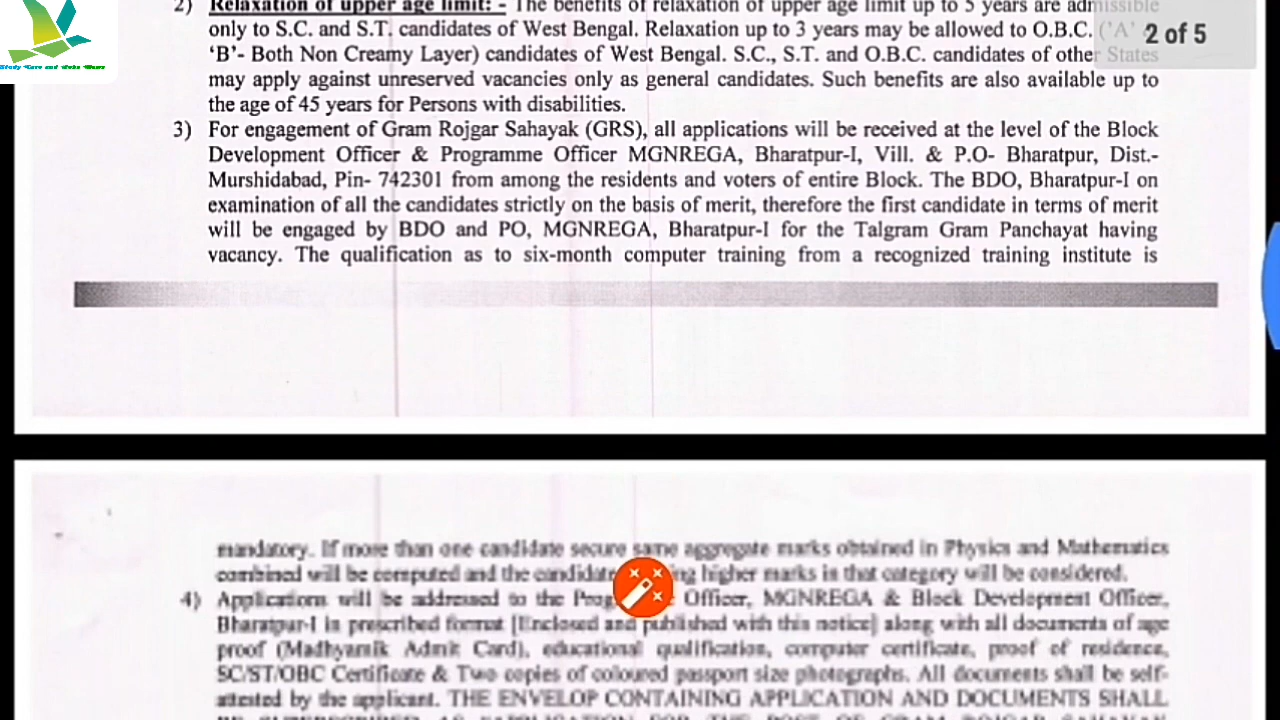 Study Care and Jobs News
2 of 5
2) Relaxation of upper age limit: - The benefits of relaxation of upper age limit up to 5 years are admissible
only to S.C. and S.T. candidates of West Bengal. Relaxation up to 3 years may be allowed to O.B.C. ('A'
‘B’- Both Non Creamy Layer) candidates of West Bengal. S.C., S.T. and O.B.C. candidates of other States
may apply against unreserved vacancies only as general candidates. Such benefits are also available up to
the age of 45 years for Persons with disabilities.
3) For engagement of Gram Rojgar Sahayak (GRS), all applications will be received at the level of the Block
Development Officer & Programme Officer MGNREGA, Bharatpur-I, Vill. & P.O- Bharatpur, Dist.-
Murshidabad, Pin- 742301 from among the residents and voters of entire Block. The BDO, Bharatpur-I on
examination of all the candidates strictly on the basis of merit, therefore the first candidate in terms of merit
will be engaged by BDO and PO, MGNREGA, Bharatpur-I for the Talgram Gram Panchayat having
vacancy. The qualification as to six-month computer training from a recognized training institute is
mandatory. If more than one candidate secure same aggregate marks obtained in Physics and Mathematics
combined will be computed and the candidate higher marks in that category will be considered.
4) Applications will be addressed to the Officer, MGNREGA & Block Development Officer,
Bharatpur-I in prescribed format [Enclosed and published with this notice] along with all documents of age
proof (Madhyamik Admit Card), educational qualification, computer certificate, proof of residence,
SC/ST/OBC Certificate & Two copies of coloured passport size photographs. All documents shall be self-
attested by the applicant. THE ENVELOP CONTAINING APPLICATION AND DOCUMENTS SHALL